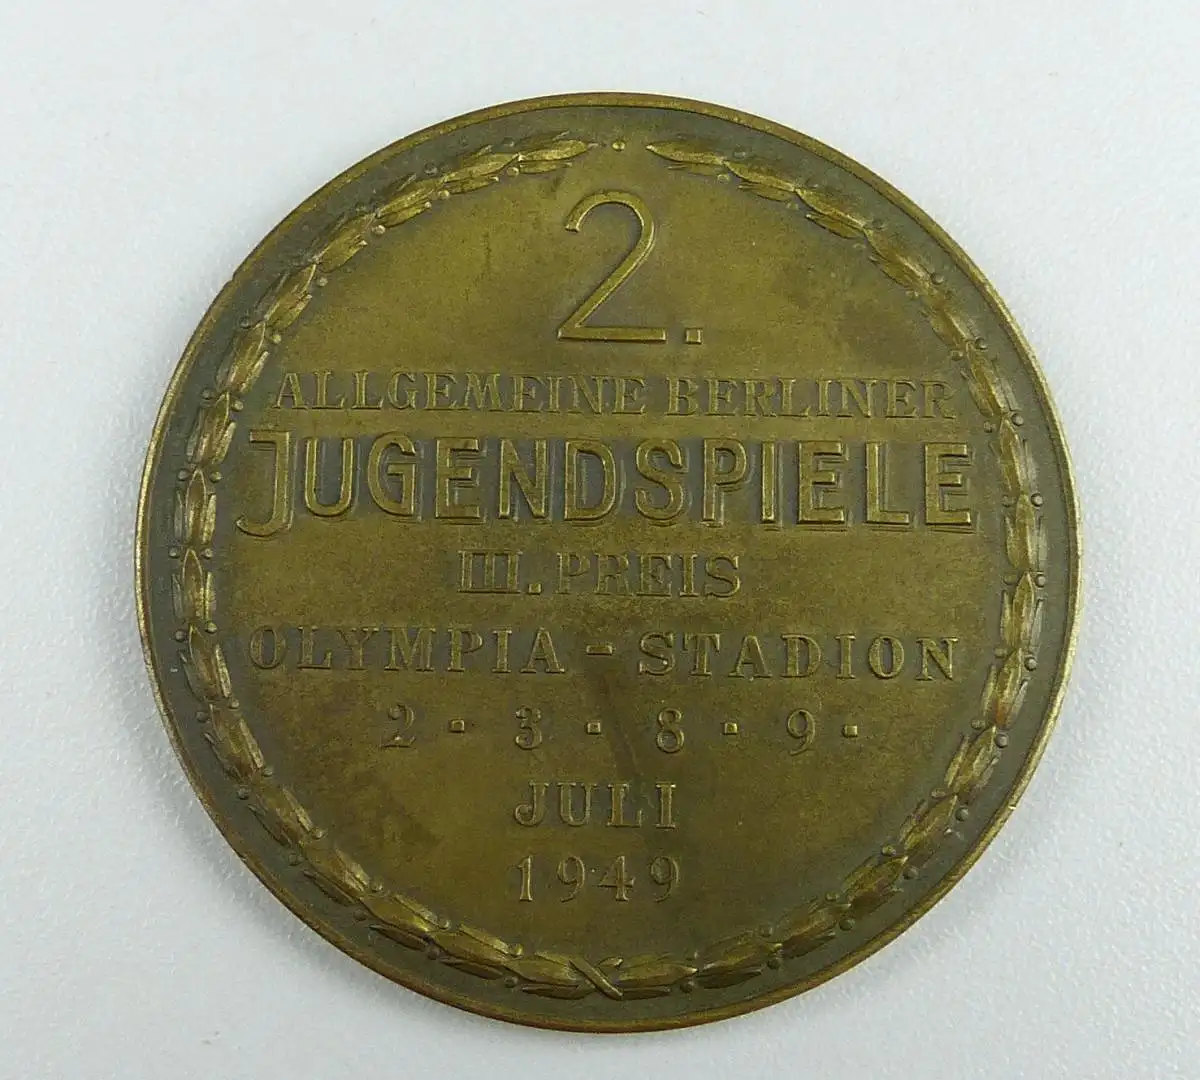 2.
ALLGEMEINE BERLINER
JUGENDSPIELE
III. PREIS
OLYMPIA - STADION
2 · 3 · 8 · 9 ·
JULI
1949